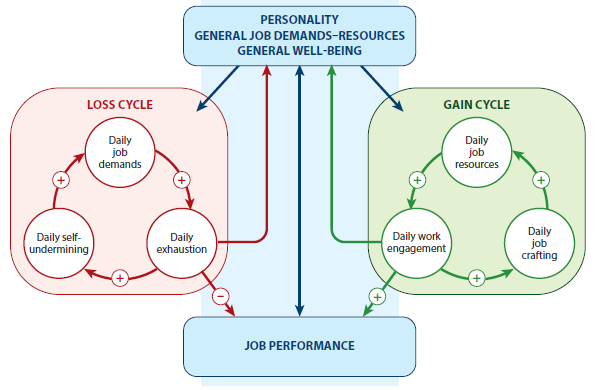 PERSONALITY
GENERAL JOB DEMANDS–RESOURCES
GENERAL WELL-BEING
LOSS CYCLE
Daily
job
demands
+
+
Daily self-
undermining
Daily
exhaustion
+
–
GAIN CYCLE
Daily
job
resources
+
+
Daily work
engagement
Daily
job
crafting
+
+
JOB PERFORMANCE